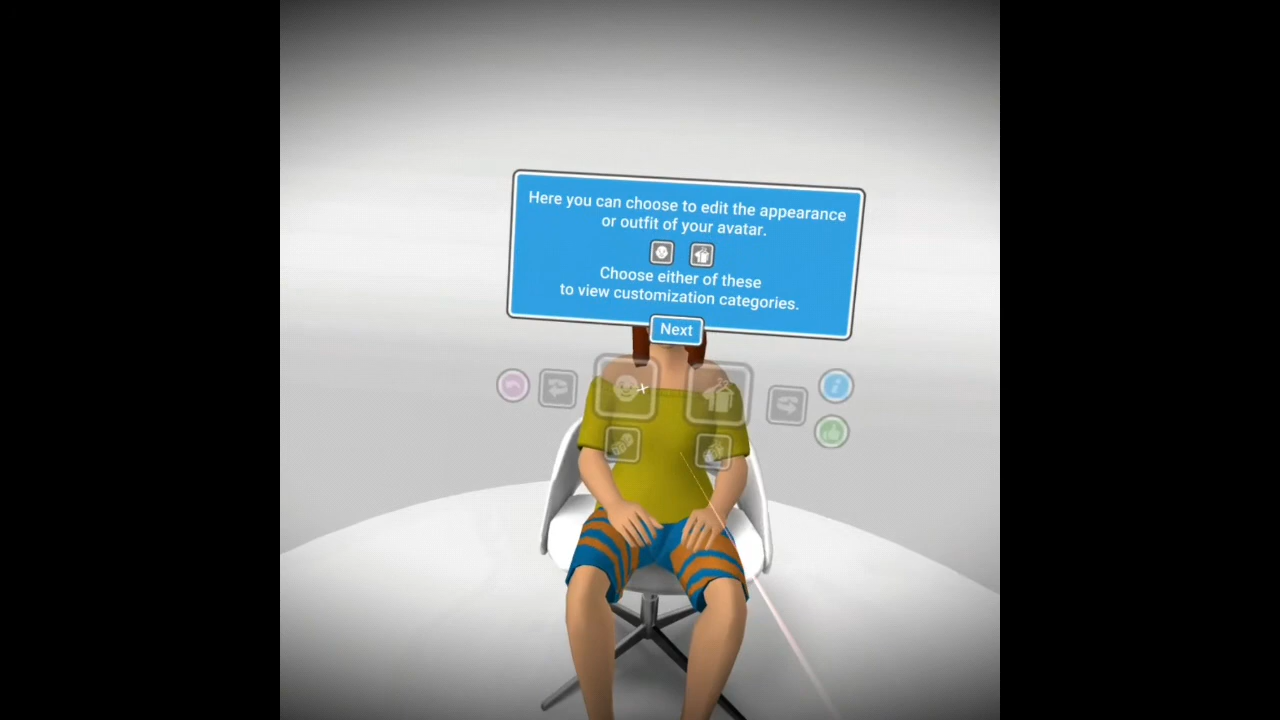 Here you can choose to edit the appearance
or outfit of your avatar.
Choose either of these
to view customization categories.
Next